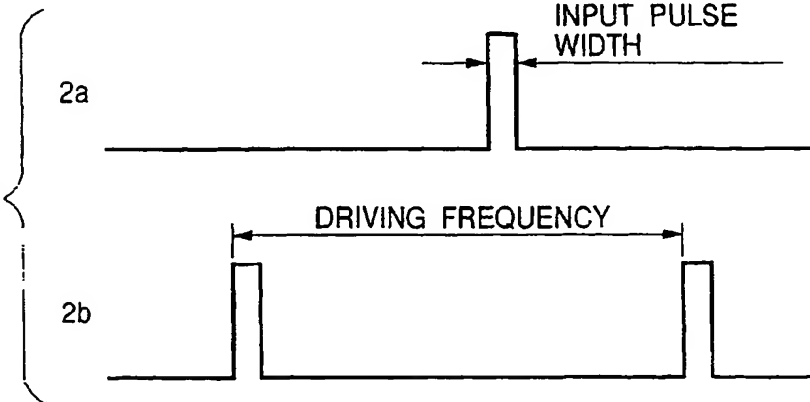 INPUT PULSE
WIDTH
2a
DRIVING FREQUENCY
2b